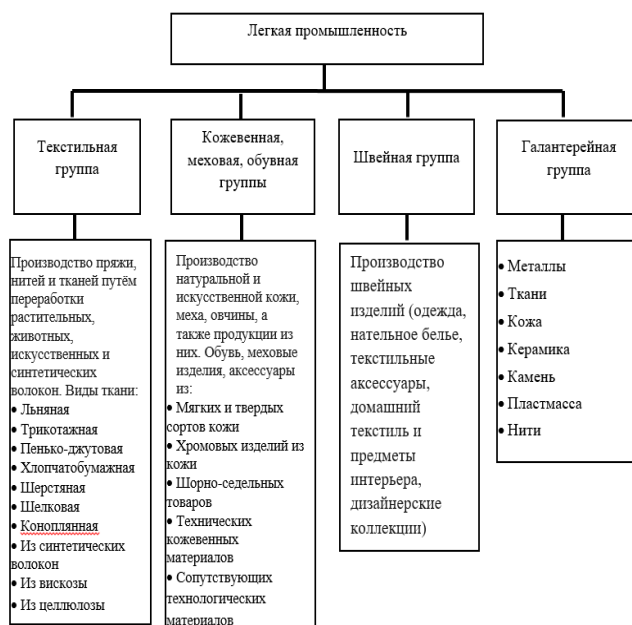 Легкая промышленность
Текстильная
группа
Кожевенная,
меховая, обувная
группы
Швейная группа
Галантерейная
группа
Производство пряжи,
нитей и тканей путём
переработки
растительных,
животных,
искусственных и
синтетических
волокон. Виды ткани:
• Льняная
• Трикотажная
• Пенько-джутовая
• Хлопчатобумажная
• Шерстяная
• Шелковая
• Коноплянная
• Из синтетических
волокон
• Из вискозы
• Из целлюлозы
Производство
натуральной и
искусственной кожи,
меха, овчины, а
также продукции из
них. Обувь, меховые
изделия, аксессуары
из:
• Мягких и твердых
сортов кожи
• Хромовых изделий из
кожи
• Шорно-седельных
товаров
• Технических
кожевенных
материалов
• Сопутствующих
технологических
материалов
Производство
швейных
изделий (одежда,
нательное белье,
текстильные
аксессуары,
домашний
текстиль и
предметы
интерьера,
дизайнерские
коллекции)
• Металлы
• Ткани
• Кожа
• Керамика
• Камень
• Пластмасса
• Нити